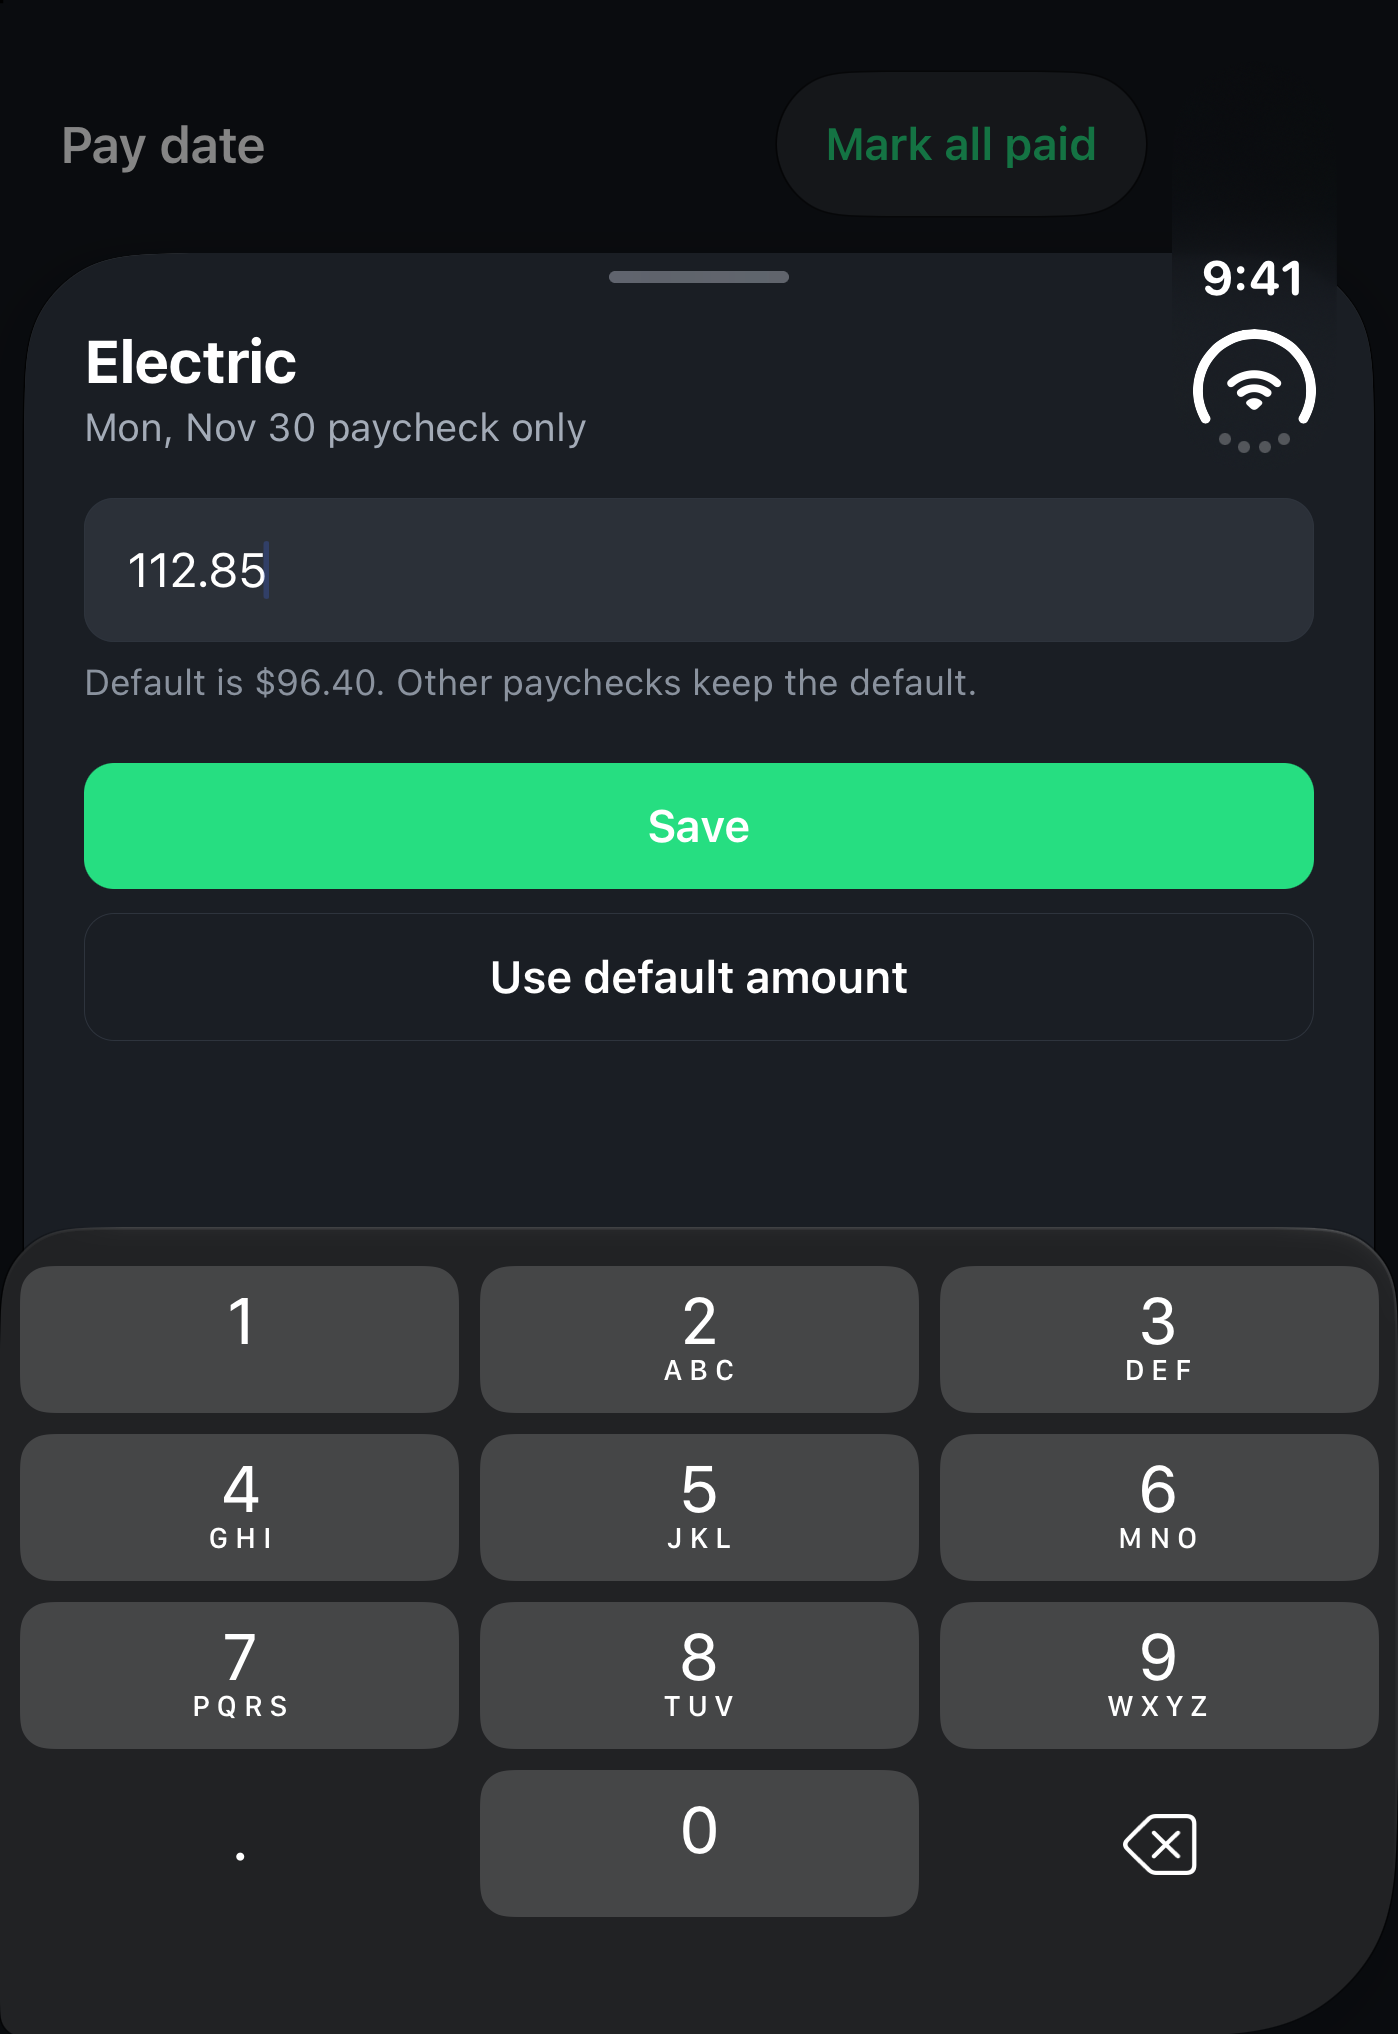 Pay date
Mark all paid
9:41
Electric
Mon, Nov 30 paycheck only
112.85
Default is $96.40. Other paychecks keep the default.
Save
Use default amount
1
2
ABC
3
DEF
4
GHI
5
JKL
6
MNO
7
PQRS
8
TUV
9
WXYZ
.
0